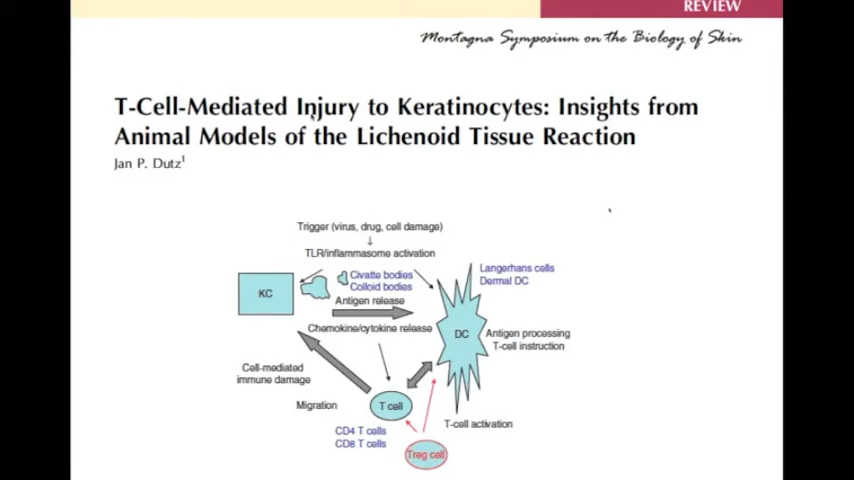 REVIEW
Montagna Symposium on the Biology of Skin
T-Cell-Mediated Injury to Keratinocytes: Insights from
Animal Models of the Lichenoid Tissue Reaction
Jan P. Dutz1
Trigger (virus, drug, cell damage)
↓
TLR/inflammasome activation
Langerhans cells
Dermal DC
Civatte bodies
Colloid bodies
KC
Antigen release
Chemokine/cytokine release
DC
Antigen processing
T-cell instruction
Cell-mediated
immune damage
Migration
T cell
T-cell activation
CD4 T cells
CD8 T cells
Treg cell